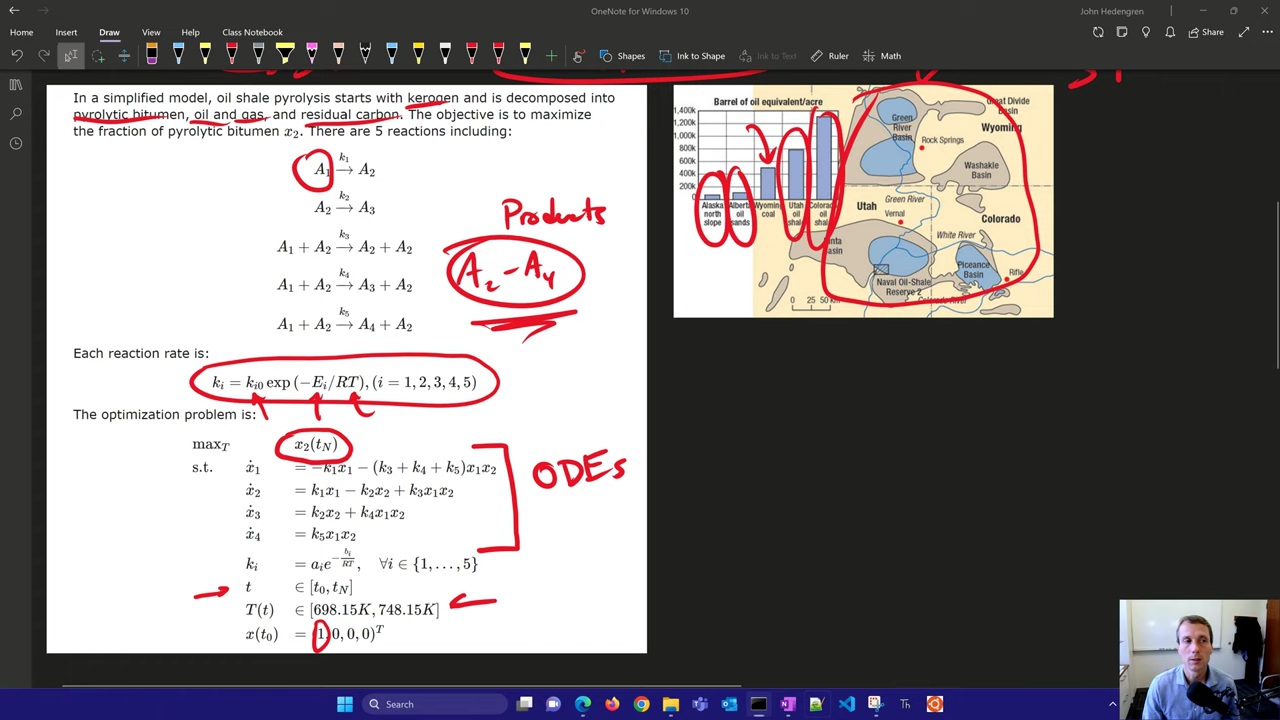 OneNote for Windows 10
John Hedengren
Home Insert Draw View Help Class Notebook Share
Shapes Ink to Shape Ink to Text Ruler Math
In a simplified model, oil shale pyrolysis starts with kerogen and is decomposed into
pyrolytic bitumen, oil and gas, and residual carbon. The objective is to maximize
the fraction of pyrolytic bitumen x₂. There are 5 reactions including:
A₁ →(k₁) A₂
A₂ →(k₂) A₃
A₁ + A₂ →(k₃) A₂ + A₂
A₁ + A₂ →(k₄) A₃ + A₂
A₁ + A₂ →(k₅) A₄ + A₂
Products
A₂ - A₄
Each reaction rate is:
kᵢ = kᵢ₀ exp (−Eᵢ/RT), (i = 1, 2, 3, 4, 5)
The optimization problem is:
max_T x₂(t_N)
s.t. ẋ₁ = −k₁x₁ − (k₃ + k₄ + k₅)x₁x₂
ẋ₂ = k₁x₁ − k₂x₂ + k₃x₁x₂
ẋ₃ = k₂x₂ + k₄x₁x₂
ẋ₄ = k₅x₁x₂
kᵢ = aᵢe^(−bᵢ/RT), ∀i ∈ {1, . . . , 5}
t ∈ [t₀, t_N]
T(t) ∈ [698.15K, 748.15K]
x(t₀) = (1, 0, 0, 0)ᵀ
ODEs
Barrel of oil equivalent/acre
1,400k
1,200k
1,000k
800k
600k
400k
200k
0
Alaska north slope
Alberta oil sands
Wyoming coal
Utah oil shale
Colorado oil shale
Great Divide Basin
Green River Basin
Wyoming
Rock Springs
Washakie Basin
Utah
Green River
Vernal
Colorado
White River
Basin
Piceance Basin
Rifle
Naval Oil-Shale Reserve 2
Colorado River
0 25 50 km
Search